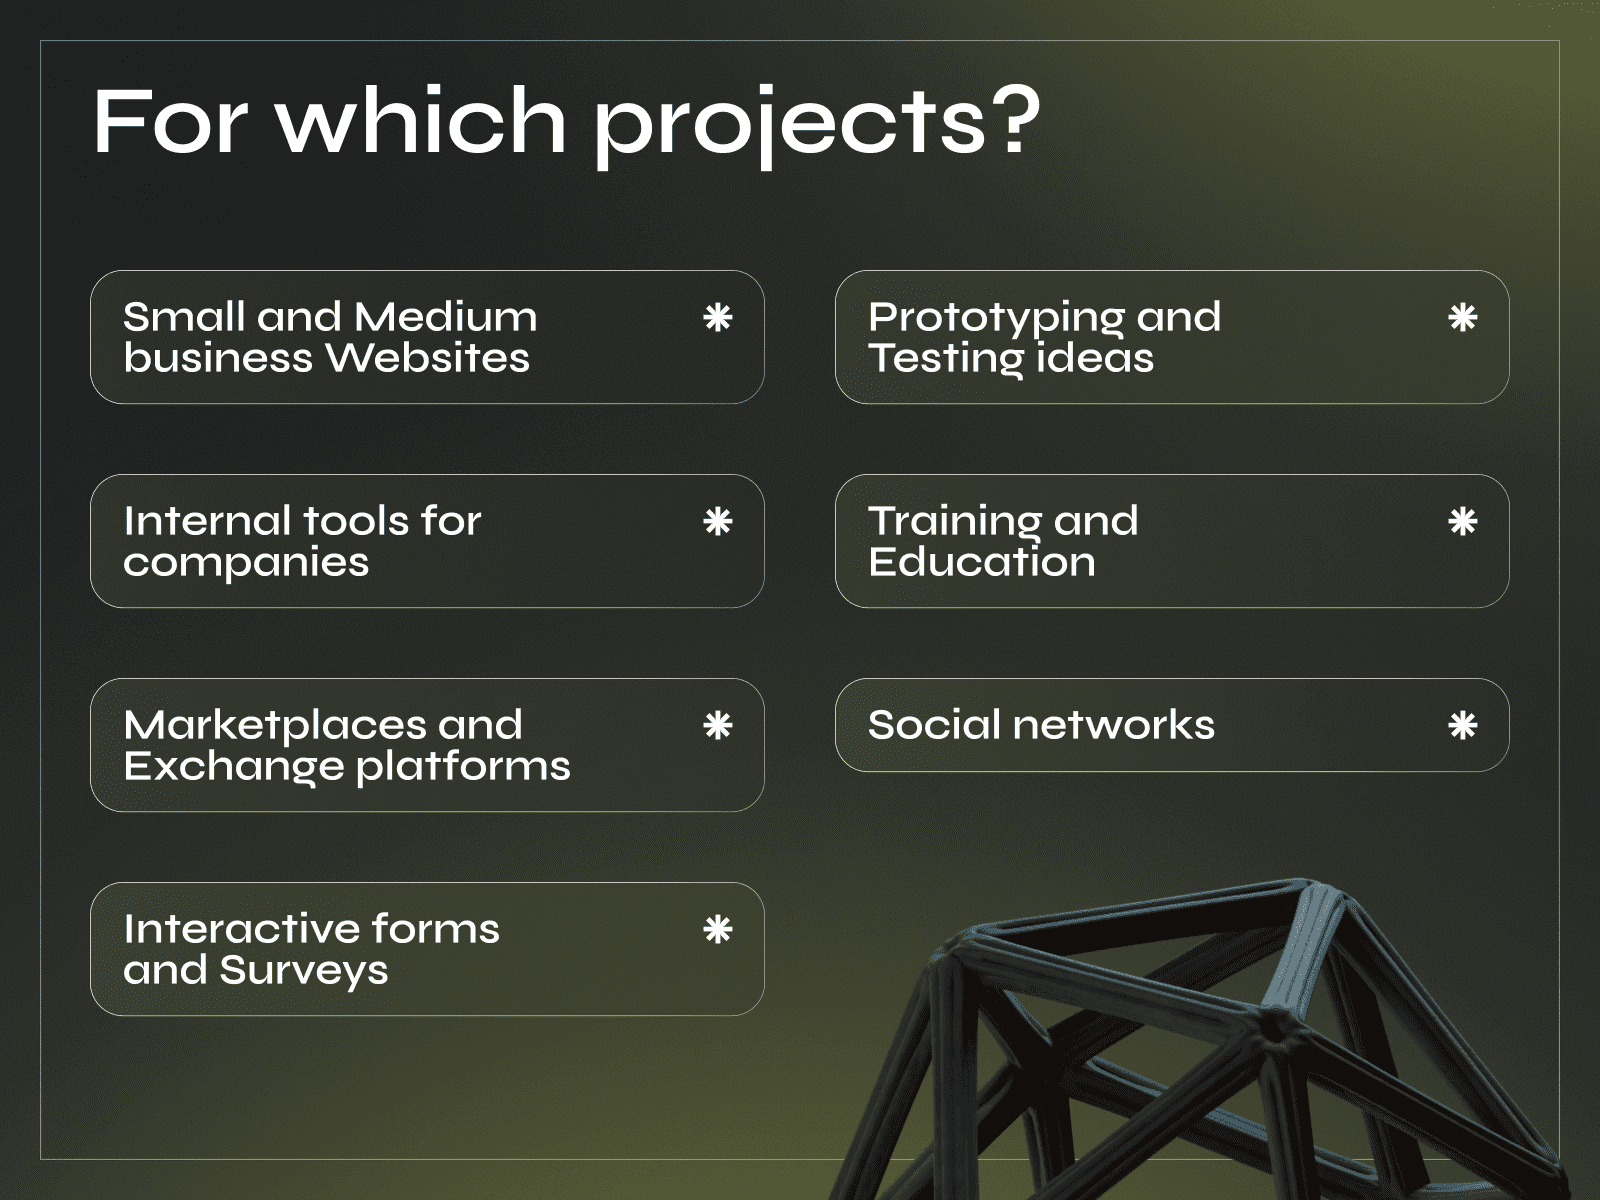 For which projects?
Small and Medium
business Websites
Prototyping and
Testing ideas
Internal tools for
companies
Training and
Education
Marketplaces and
Exchange platforms
Social networks
Interactive forms
and Surveys